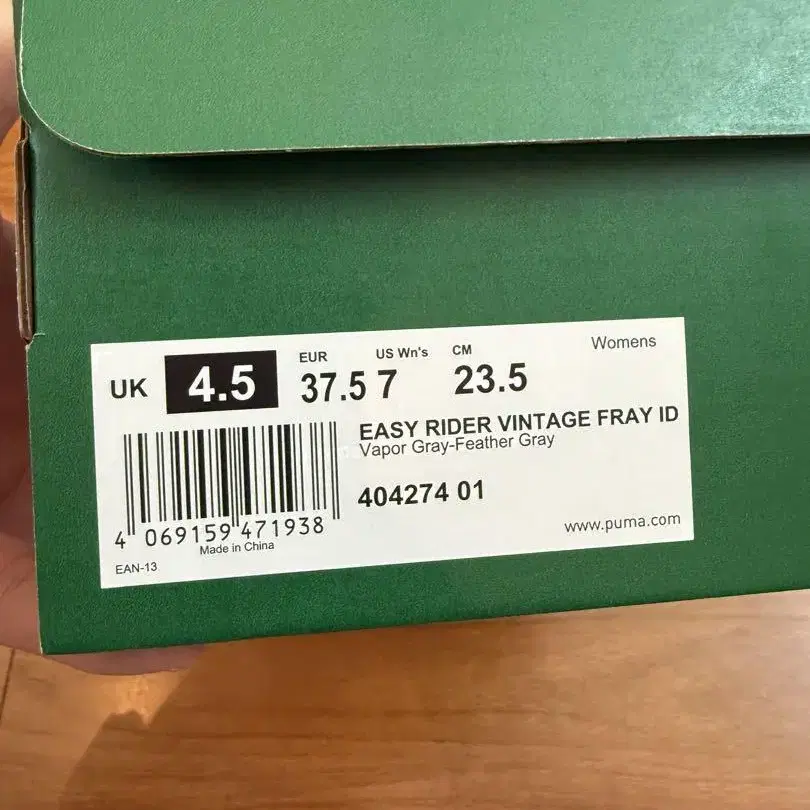 Womens
EUR US Wn's CM
UK 4.5 37.5 7 23.5
EASY RIDER VINTAGE FRAY ID
Vapor Gray-Feather Gray
404274 01
4 069159 471938
Made in China
EAN-13
www.puma.com